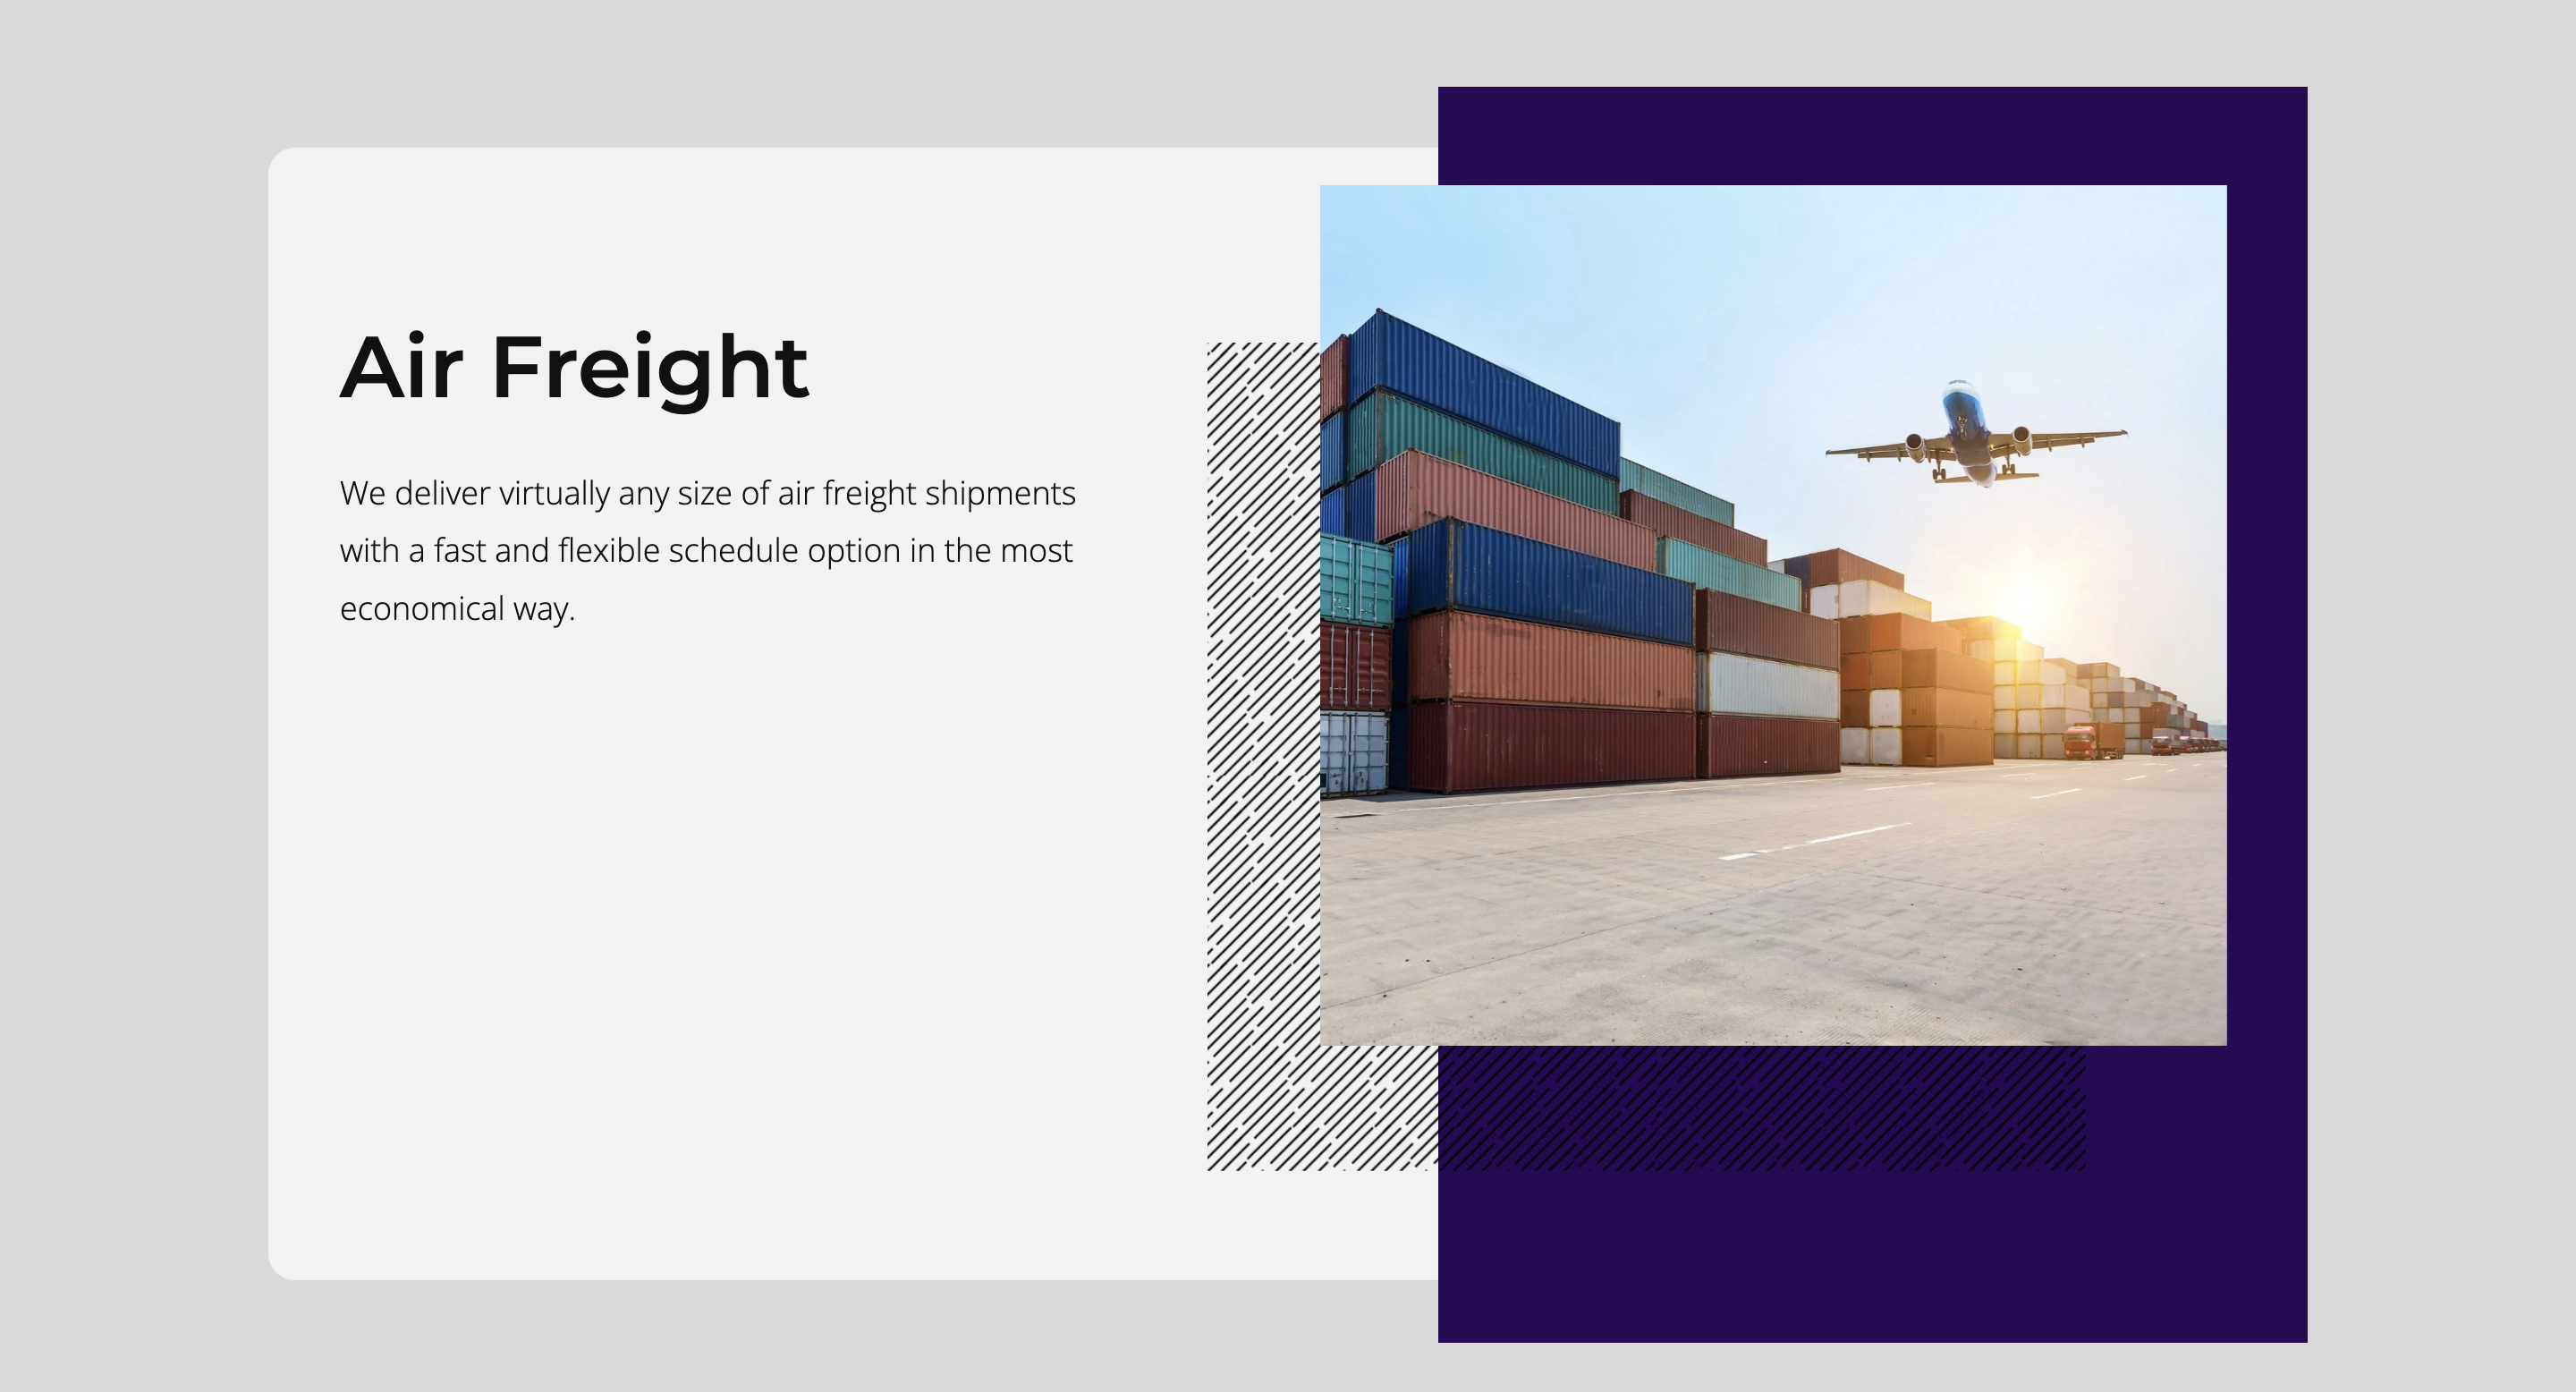 Air Freight
We deliver virtually any size of air freight shipments
with a fast and flexible schedule option in the most
economical way.